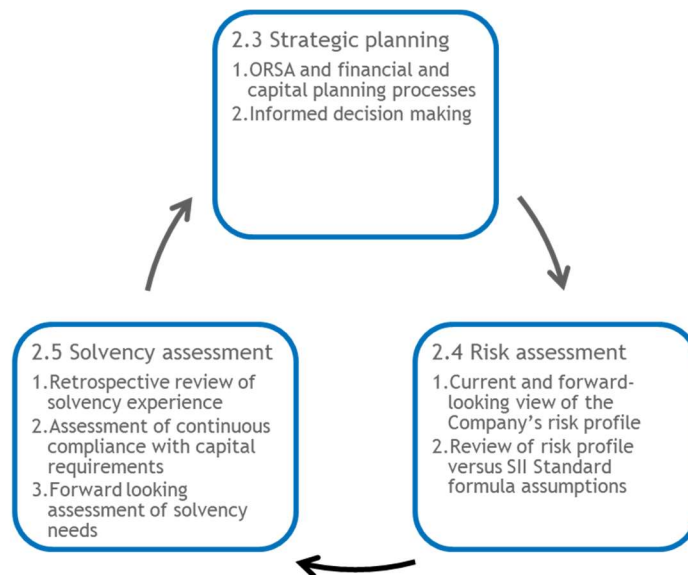 2.3 Strategic planning
1.ORSA and financial and
capital planning processes
2.Informed decision making
2.5 Solvency assessment
1.Retrospective review of
solvency experience
2.Assessment of continuous
compliance with capital
requirements
3.Forward looking
assessment of solvency
needs
2.4 Risk assessment
1.Current and forward-
looking view of the
Company's risk profile
2.Review of risk profile
versus SII Standard
formula assumptions